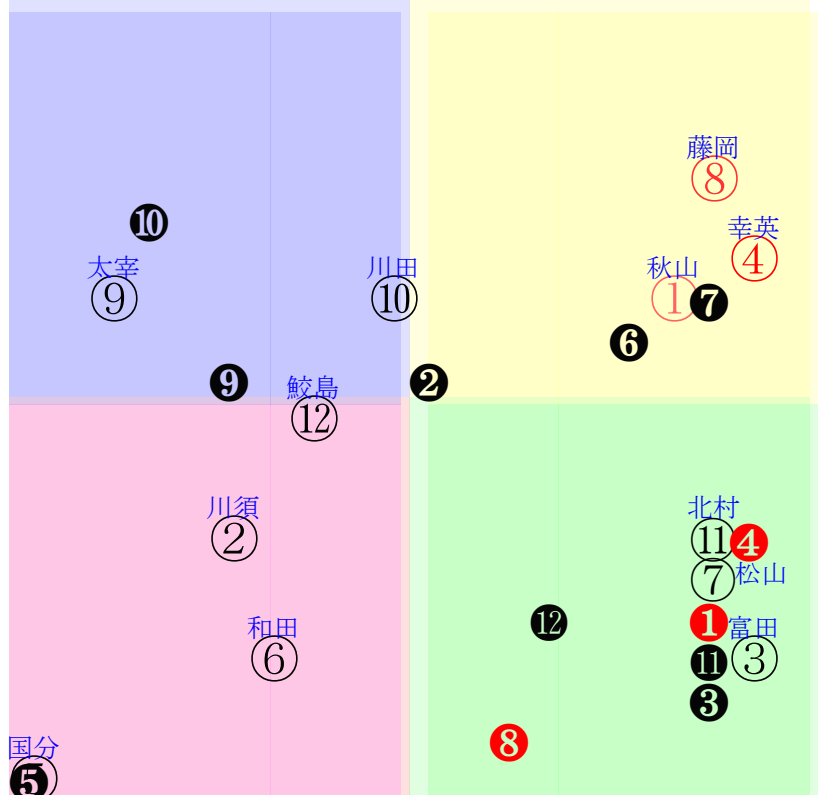 藤岡
⑧
❿
幸英
④
太宰
⑨
川田
⑩
秋山
①
❼
❻
❾
鮫島
⑫
❷
川須
②
北村
⑪
❹
⑦
松山
和田
⑥
⓬
❶
富田
③
⓫
❸
❽
国分
⑤
❺